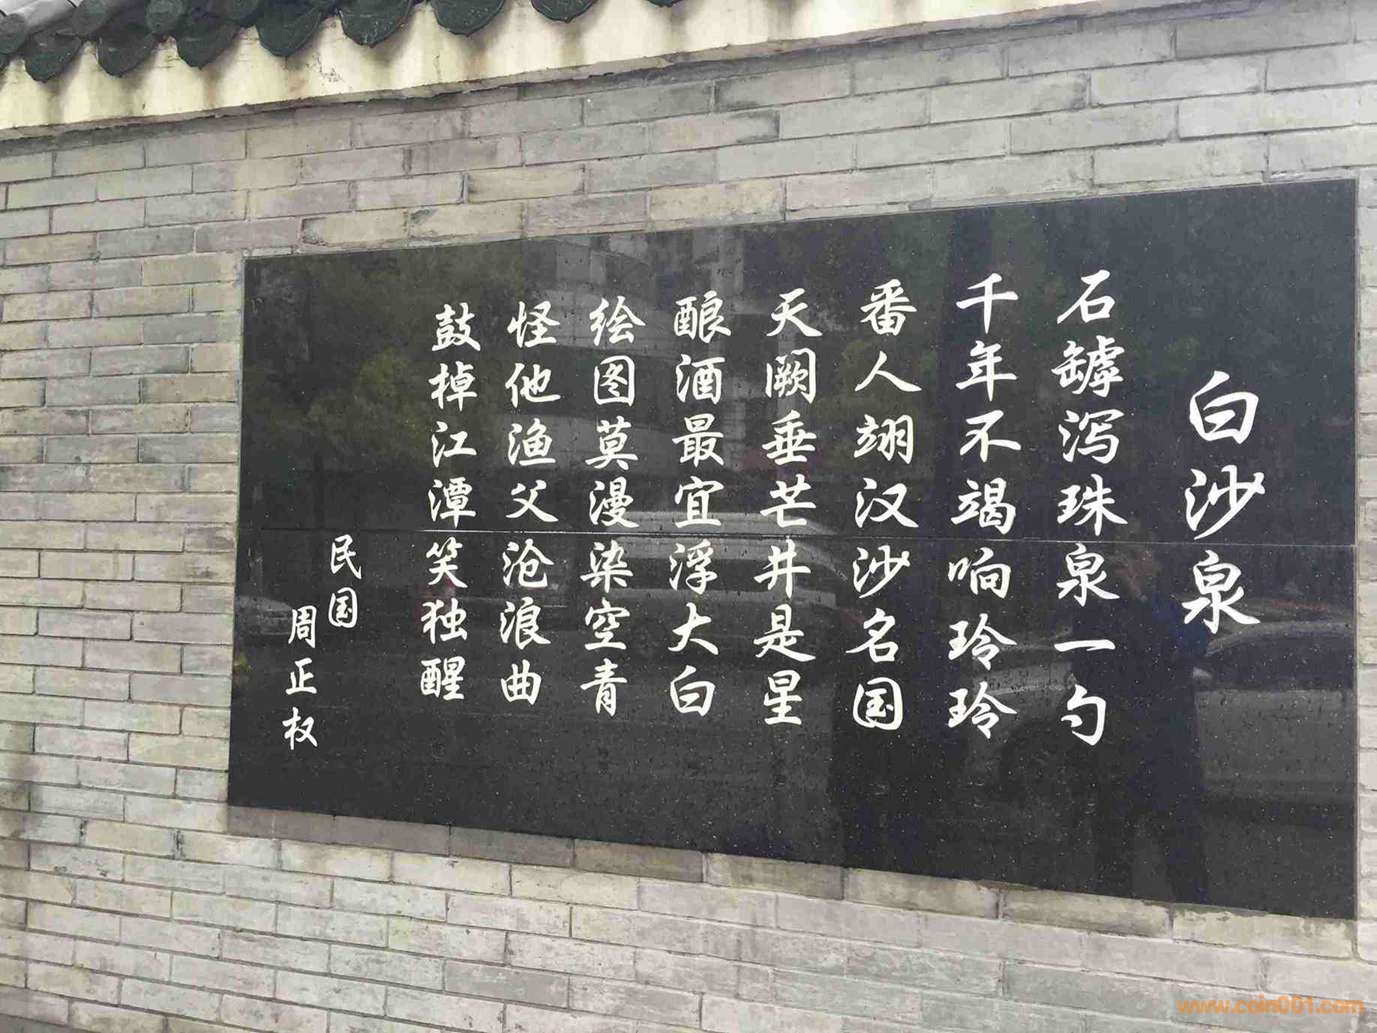 白沙泉
石罅泻珠泉一勺
千年不竭响玲玲
番人翊汉沙名国
天阙垂芒井是星
酿酒最宜浮大白
绘图莫漫染空青
怪他渔父沧浪曲
鼓棹江潭笑独醒
民国
周正权
www.coin001.com